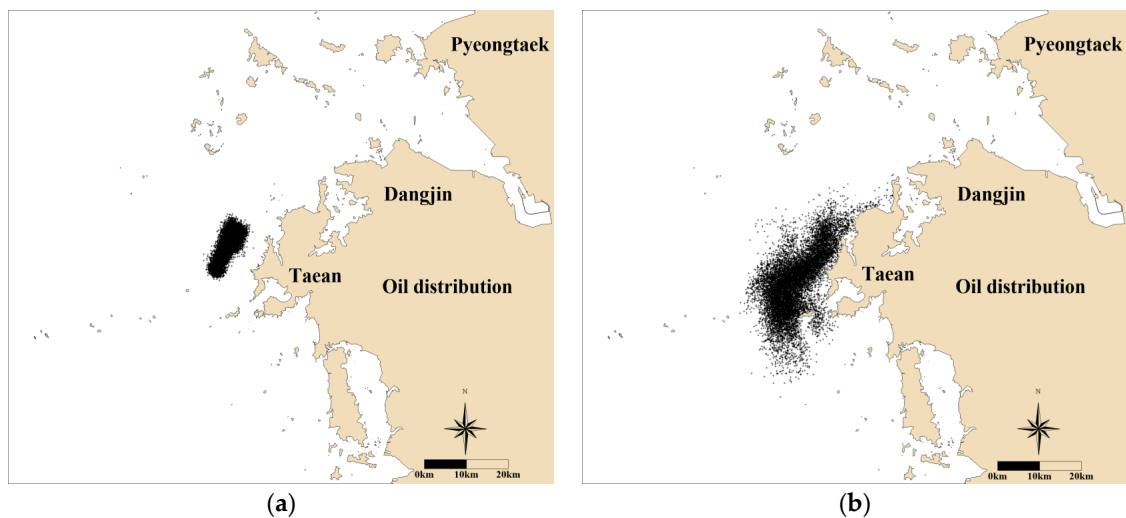 Pyeongtaek
Dangjin
Taean
Oil distribution
N
0km 10km 20km
(a)
Pyeongtaek
Dangjin
Taean
Oil distribution
N
0km 10km 20km
(b)